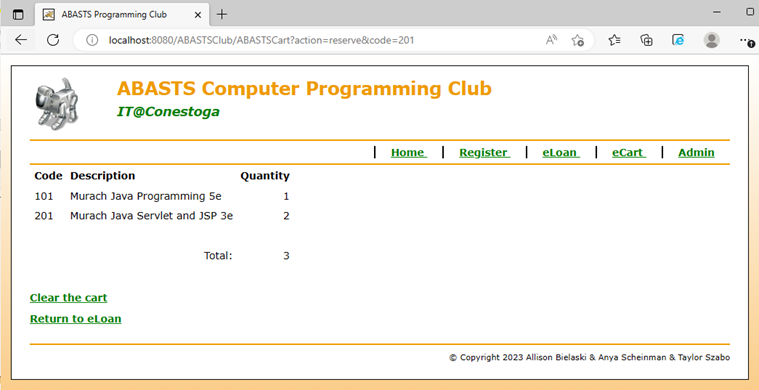 ABASTS Programming Club
localhost:8080/ABASTSClub/ABASTSCart?action=reserve&code=201
ABASTS Computer Programming Club
IT@Conestoga
| Home | Register | eLoan | eCart | Admin
Code Description Quantity
101 Murach Java Programming 5e 1
201 Murach Java Servlet and JSP 3e 2
Total: 3
Clear the cart
Return to eLoan
© Copyright 2023 Allison Bielaski & Anya Scheinman & Taylor Szabo